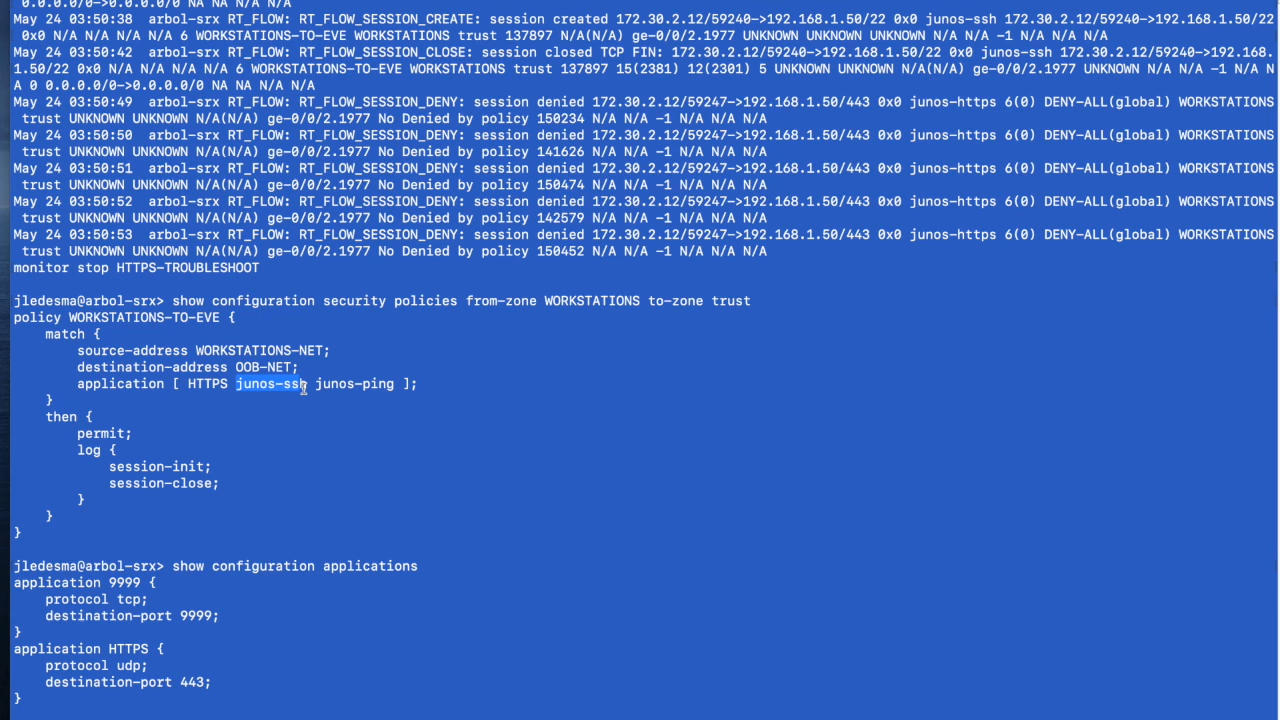 0.0.0.0/0->0.0.0.0/0 NA NA N/A N/A
May 24 03:50:38  arbol-srx RT_FLOW: RT_FLOW_SESSION_CREATE: session created 172.30.2.12/59240->192.168.1.50/22 0x0 junos-ssh 172.30.2.12/59240->192.168.1.50/22
 0x0 N/A N/A N/A N/A 6 WORKSTATIONS-TO-EVE WORKSTATIONS trust 137897 N/A(N/A) ge-0/0/2.1977 UNKNOWN UNKNOWN UNKNOWN N/A N/A -1 N/A N/A N/A
May 24 03:50:42  arbol-srx RT_FLOW: RT_FLOW_SESSION_CLOSE: session closed TCP FIN: 172.30.2.12/59240->192.168.1.50/22 0x0 junos-ssh 172.30.2.12/59240->192.168.
1.50/22 0x0 N/A N/A N/A N/A 6 WORKSTATIONS-TO-EVE WORKSTATIONS trust 137897 15(2381) 12(2301) 5 UNKNOWN UNKNOWN N/A(N/A) ge-0/0/2.1977 UNKNOWN N/A N/A -1 N/A N
A 0 0.0.0.0/0->0.0.0.0/0 NA NA N/A N/A
May 24 03:50:49  arbol-srx RT_FLOW: RT_FLOW_SESSION_DENY: session denied 172.30.2.12/59247->192.168.1.50/443 0x0 junos-https 6(0) DENY-ALL(global) WORKSTATIONS
 trust UNKNOWN UNKNOWN N/A(N/A) ge-0/0/2.1977 No Denied by policy 150234 N/A N/A -1 N/A N/A N/A
May 24 03:50:50  arbol-srx RT_FLOW: RT_FLOW_SESSION_DENY: session denied 172.30.2.12/59247->192.168.1.50/443 0x0 junos-https 6(0) DENY-ALL(global) WORKSTATIONS
 trust UNKNOWN UNKNOWN N/A(N/A) ge-0/0/2.1977 No Denied by policy 141626 N/A N/A -1 N/A N/A N/A
May 24 03:50:51  arbol-srx RT_FLOW: RT_FLOW_SESSION_DENY: session denied 172.30.2.12/59247->192.168.1.50/443 0x0 junos-https 6(0) DENY-ALL(global) WORKSTATIONS
 trust UNKNOWN UNKNOWN N/A(N/A) ge-0/0/2.1977 No Denied by policy 150474 N/A N/A -1 N/A N/A N/A
May 24 03:50:52  arbol-srx RT_FLOW: RT_FLOW_SESSION_DENY: session denied 172.30.2.12/59247->192.168.1.50/443 0x0 junos-https 6(0) DENY-ALL(global) WORKSTATIONS
 trust UNKNOWN UNKNOWN N/A(N/A) ge-0/0/2.1977 No Denied by policy 142579 N/A N/A -1 N/A N/A N/A
May 24 03:50:53  arbol-srx RT_FLOW: RT_FLOW_SESSION_DENY: session denied 172.30.2.12/59247->192.168.1.50/443 0x0 junos-https 6(0) DENY-ALL(global) WORKSTATIONS
 trust UNKNOWN UNKNOWN N/A(N/A) ge-0/0/2.1977 No Denied by policy 150452 N/A N/A -1 N/A N/A N/A
monitor stop HTTPS-TROUBLESHOOT

jledesma@arbol-srx> show configuration security policies from-zone WORKSTATIONS to-zone trust
policy WORKSTATIONS-TO-EVE {
    match {
        source-address WORKSTATIONS-NET;
        destination-address OOB-NET;
        application [ HTTPS junos-ssh junos-ping ];
    }
    then {
        permit;
        log {
            session-init;
            session-close;
        }
    }
}

jledesma@arbol-srx> show configuration applications
application 9999 {
    protocol tcp;
    destination-port 9999;
}
application HTTPS {
    protocol udp;
    destination-port 443;
}